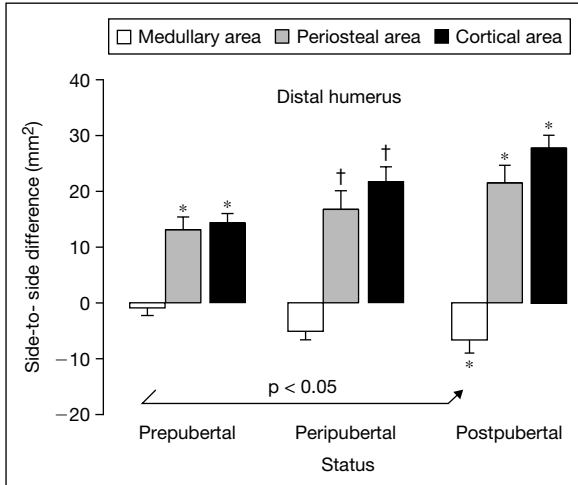 Medullary area Periosteal area Cortical area
Distal humerus
Side-to- side difference (mm²)
40
30
20
10
0
−10
−20
* *
† †
* *
*
p < 0.05
Prepubertal Peripubertal Postpubertal
Status